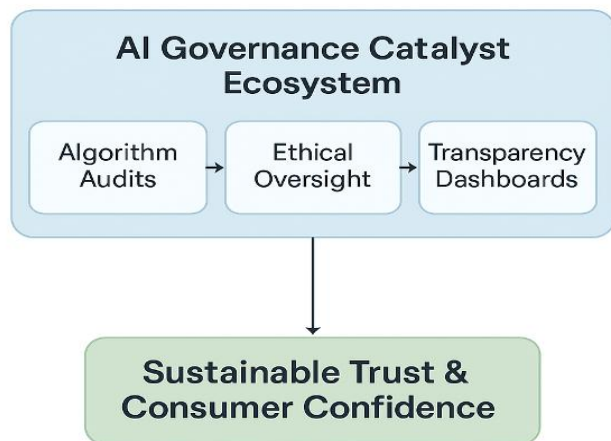 AI Governance Catalyst
Ecosystem
Algorithm
Audits
Ethical
Oversight
Transparency
Dashboards
Sustainable Trust &
Consumer Confidence